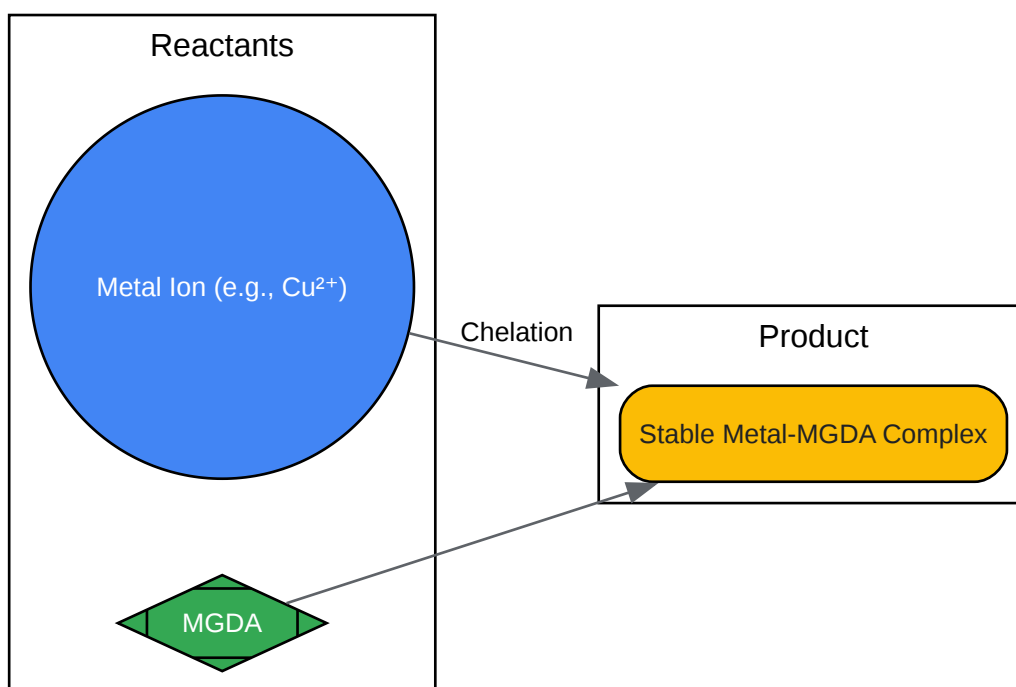 Reactants
Metal Ion (e.g., Cu²⁺)
Chelation
Product
Stable Metal-MGDA Complex
MGDA